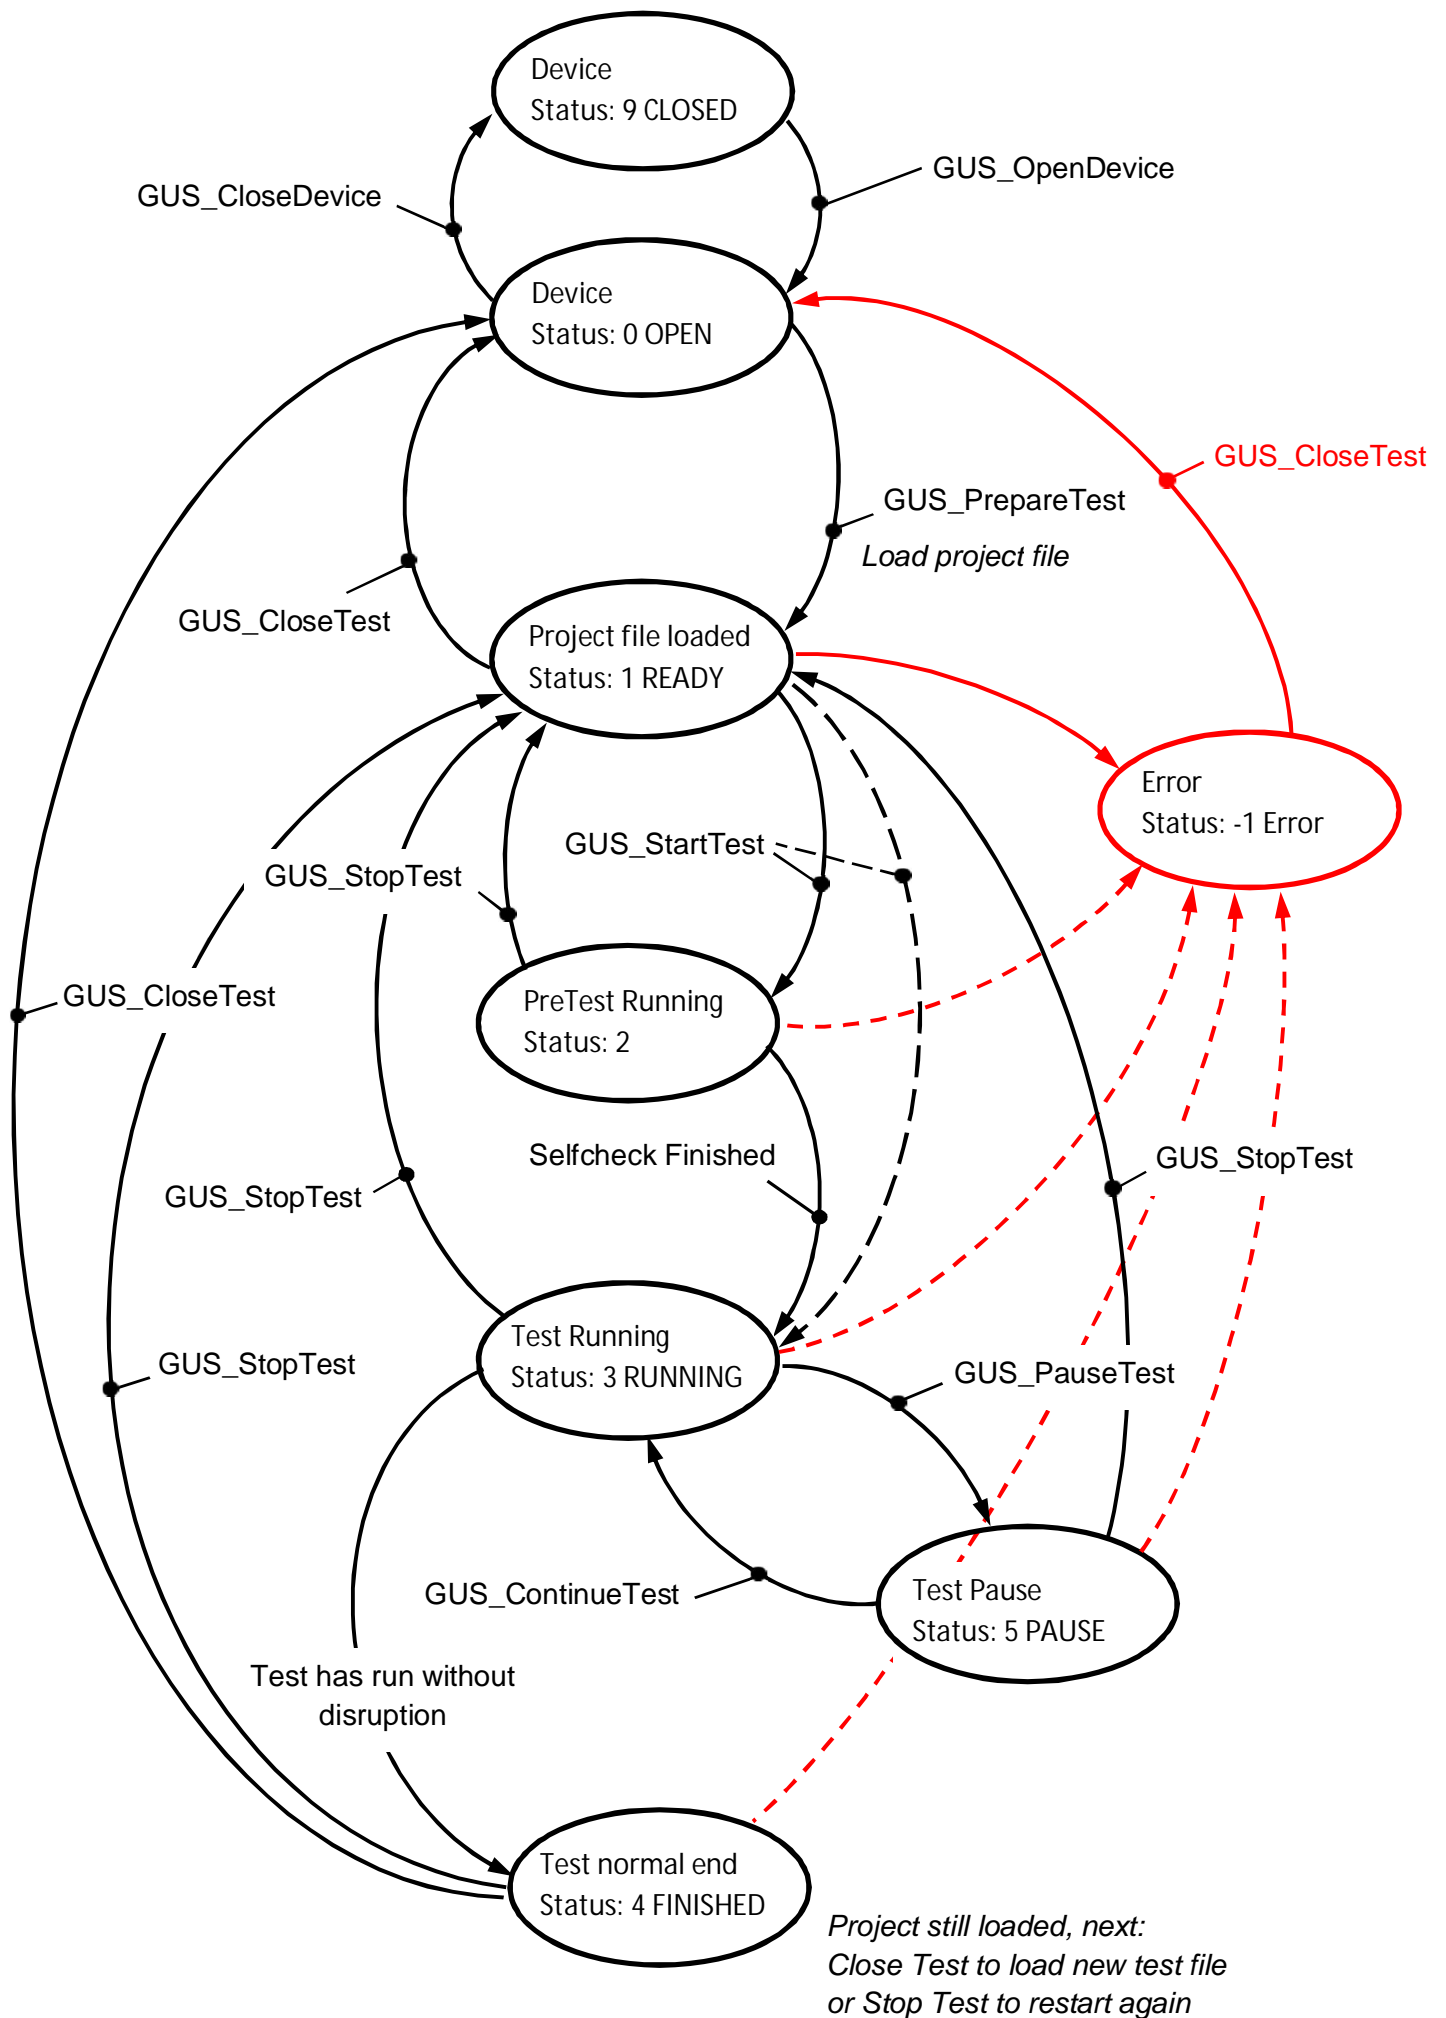 Device
Status: 9 CLOSED
GUS_OpenDevice
GUS_CloseDevice
Device
Status: 0 OPEN
GUS_CloseTest
GUS_PrepareTest
Load project file
GUS_CloseTest
Project file loaded
Status: 1 READY
Error
Status: -1 Error
GUS_StartTest
GUS_StopTest
GUS_CloseTest
PreTest Running
Status: 2
Selfcheck Finished
GUS_StopTest
GUS_StopTest
Test Running
Status: 3 RUNNING
GUS_StopTest
GUS_PauseTest
GUS_ContinueTest
Test Pause
Status: 5 PAUSE
Test has run without
disruption
Test normal end
Status: 4 FINISHED
Project still loaded, next:
Close Test to load new test file
or Stop Test to restart again